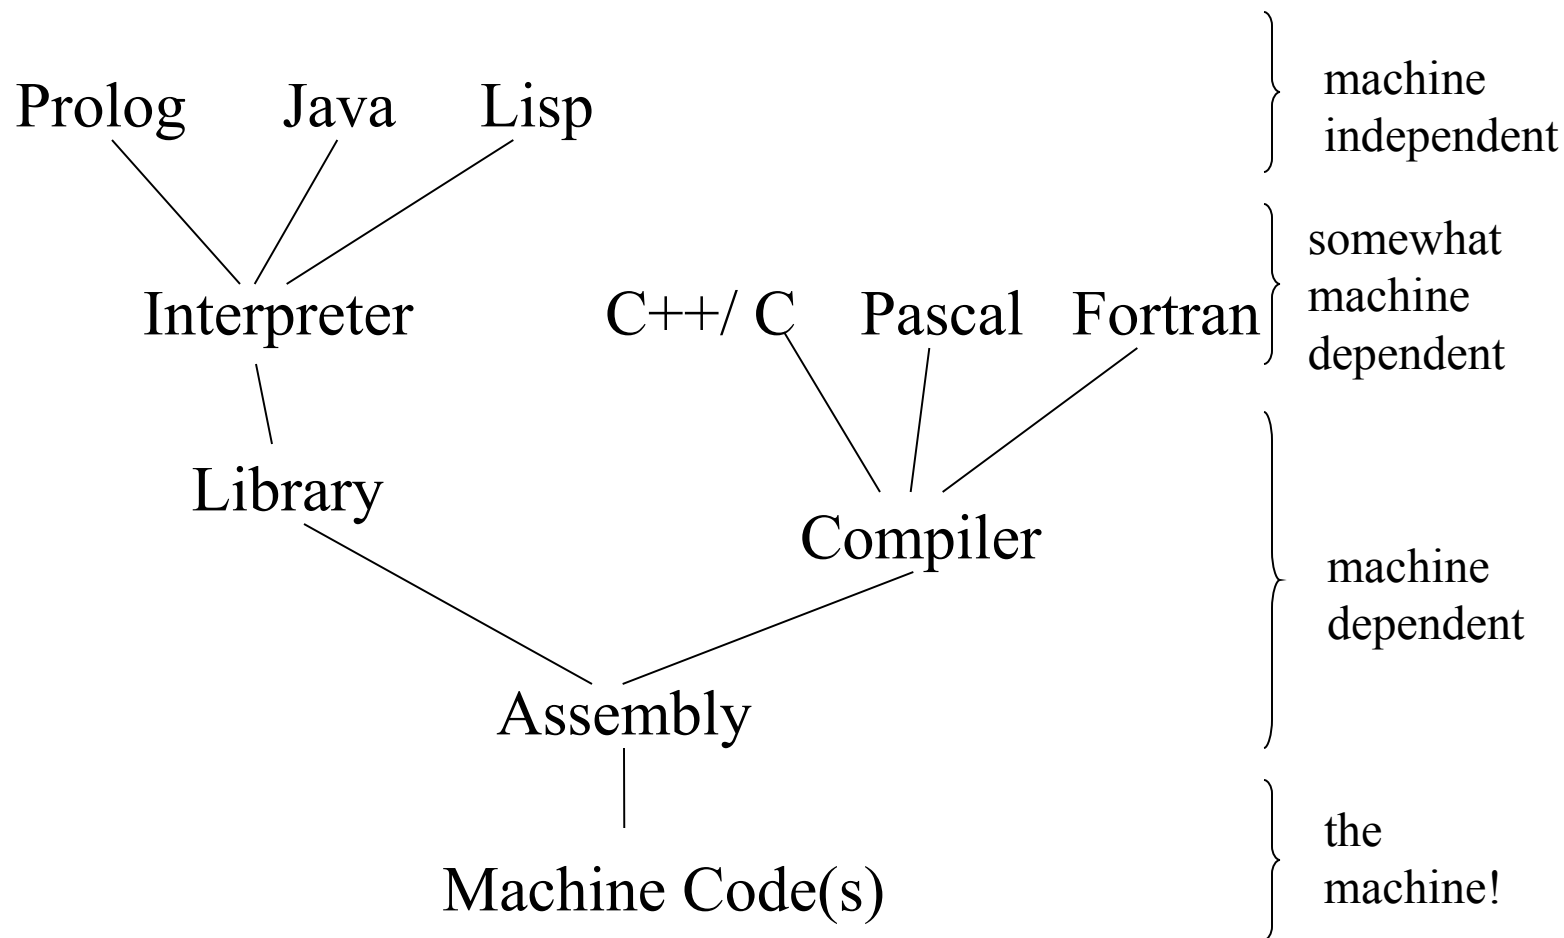 Prolog Java Lisp
machine
independent
somewhat
machine
dependent
Interpreter C++/ C Pascal Fortran
Library
Compiler
machine
dependent
Assembly
the
machine!
Machine Code(s)